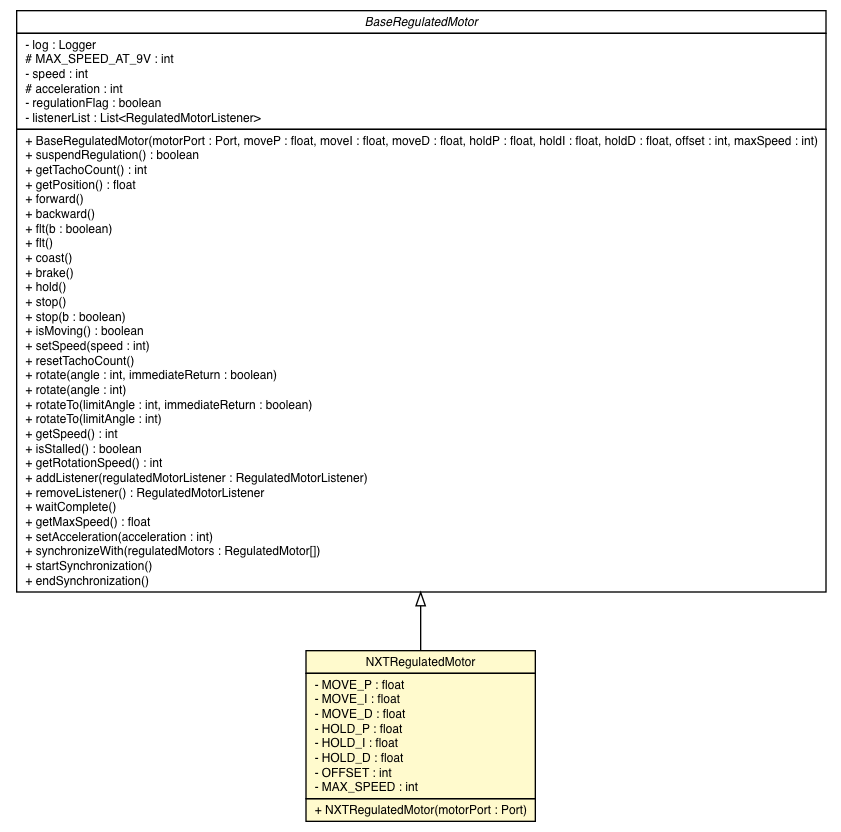 BaseRegulatedMotor
- log : Logger
# MAX_SPEED_AT_9V : int
- speed : int
# acceleration : int
- regulationFlag : boolean
- listenerList : List<RegulatedMotorListener>
+ BaseRegulatedMotor(motorPort : Port, moveP : float, moveI : float, moveD : float, holdP : float, holdI : float, holdD : float, offset : int, maxSpeed : int)
+ suspendRegulation() : boolean
+ getTachoCount() : int
+ getPosition() : float
+ forward()
+ backward()
+ flt(b : boolean)
+ flt()
+ coast()
+ brake()
+ hold()
+ stop()
+ stop(b : boolean)
+ isMoving() : boolean
+ setSpeed(speed : int)
+ resetTachoCount()
+ rotate(angle : int, immediateReturn : boolean)
+ rotate(angle : int)
+ rotateTo(limitAngle : int, immediateReturn : boolean)
+ rotateTo(limitAngle : int)
+ getSpeed() : int
+ isStalled() : boolean
+ getRotationSpeed() : int
+ addListener(regulatedMotorListener : RegulatedMotorListener)
+ removeListener() : RegulatedMotorListener
+ waitComplete()
+ getMaxSpeed() : float
+ setAcceleration(acceleration : int)
+ synchronizeWith(regulatedMotors : RegulatedMotor[])
+ startSynchronization()
+ endSynchronization()
NXTRegulatedMotor
- MOVE_P : float
- MOVE_I : float
- MOVE_D : float
- HOLD_P : float
- HOLD_I : float
- HOLD_D : float
- OFFSET : int
- MAX_SPEED : int
+ NXTRegulatedMotor(motorPort : Port)